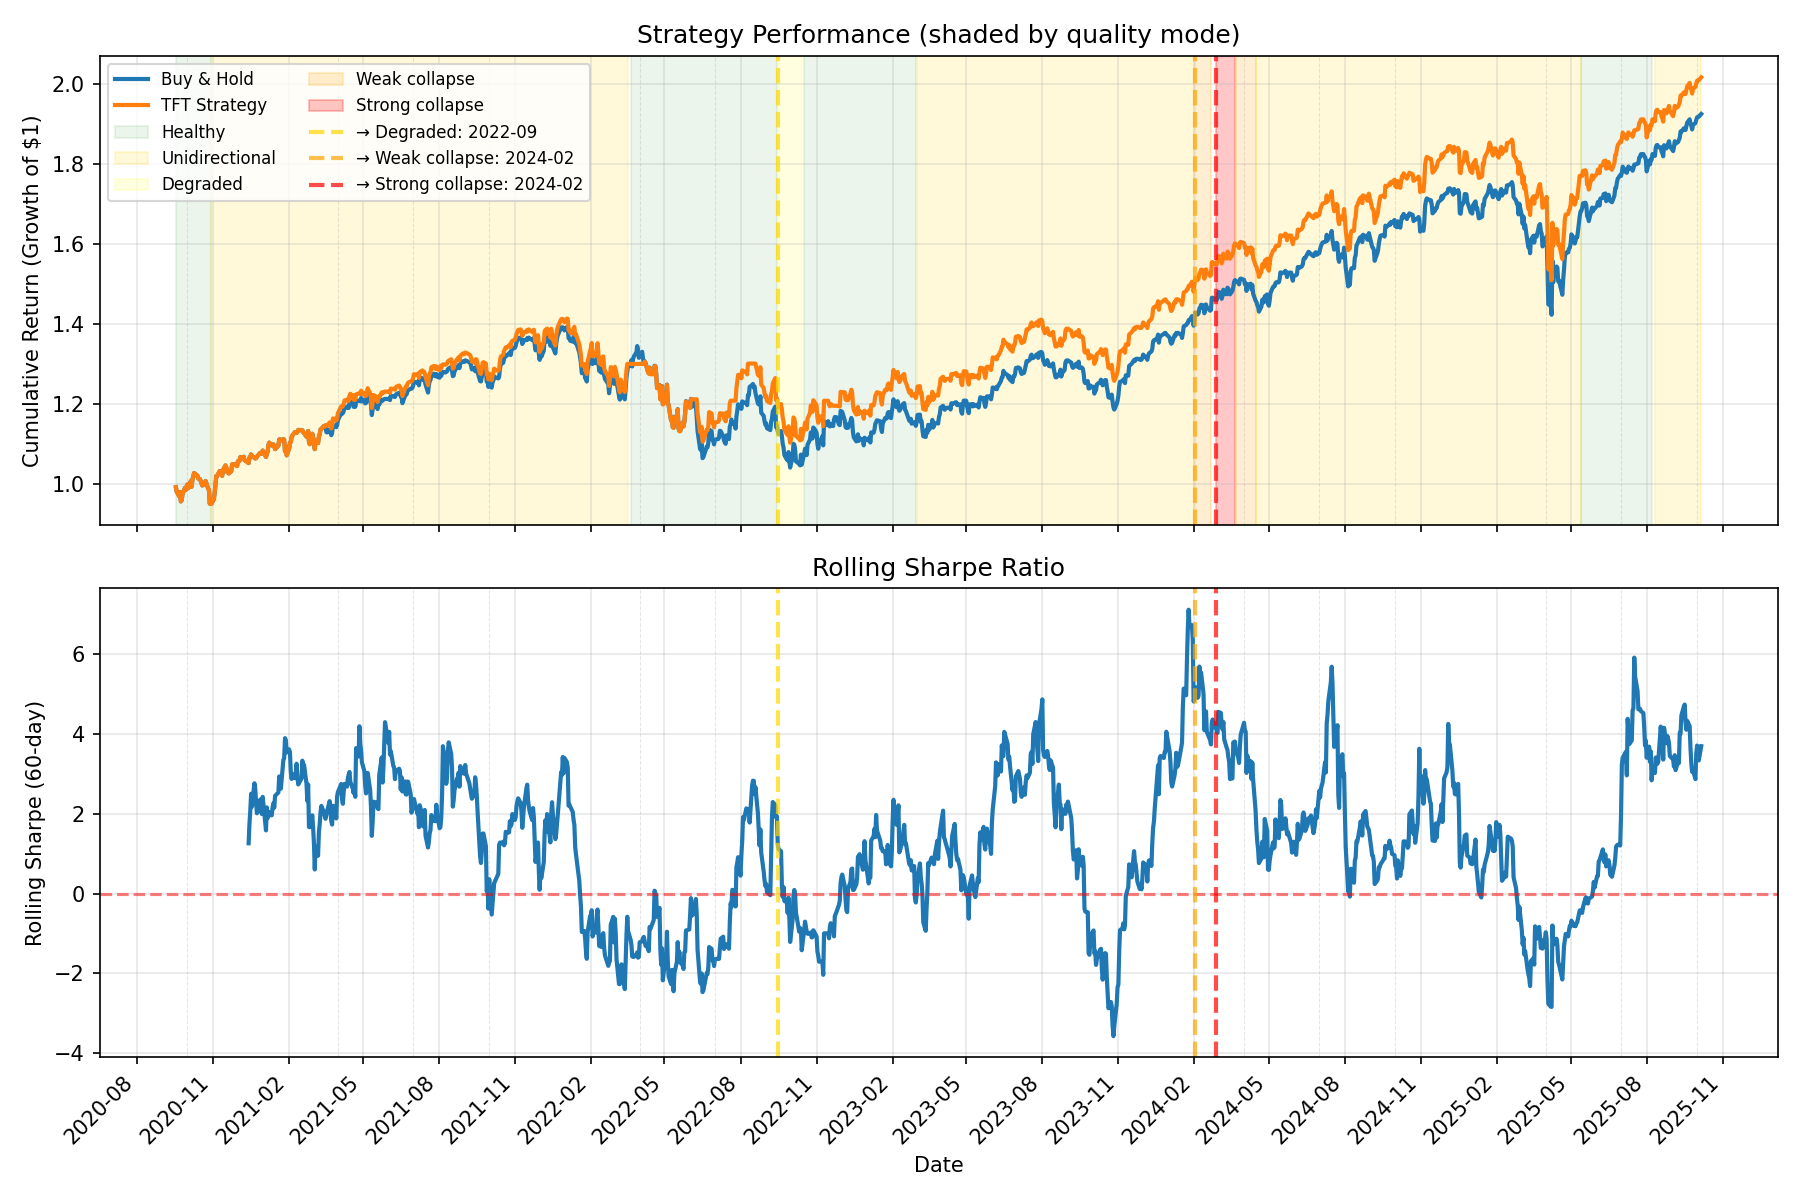 Strategy Performance (shaded by quality mode)
Cumulative Return (Growth of $1)
2.0
1.8
1.6
1.4
1.2
1.0
Buy & Hold
TFT Strategy
Healthy
Unidirectional
Degraded
Weak collapse
Strong collapse
→ Degraded: 2022-09
→ Weak collapse: 2024-02
→ Strong collapse: 2024-02
Rolling Sharpe Ratio
Rolling Sharpe (60-day)
6
4
2
0
−2
−4
2020-08
2020-11
2021-02
2021-05
2021-08
2021-11
2022-02
2022-05
2022-08
2022-11
2023-02
2023-05
2023-08
2023-11
2024-02
2024-05
2024-08
2024-11
2025-02
2025-05
2025-08
2025-11
Date